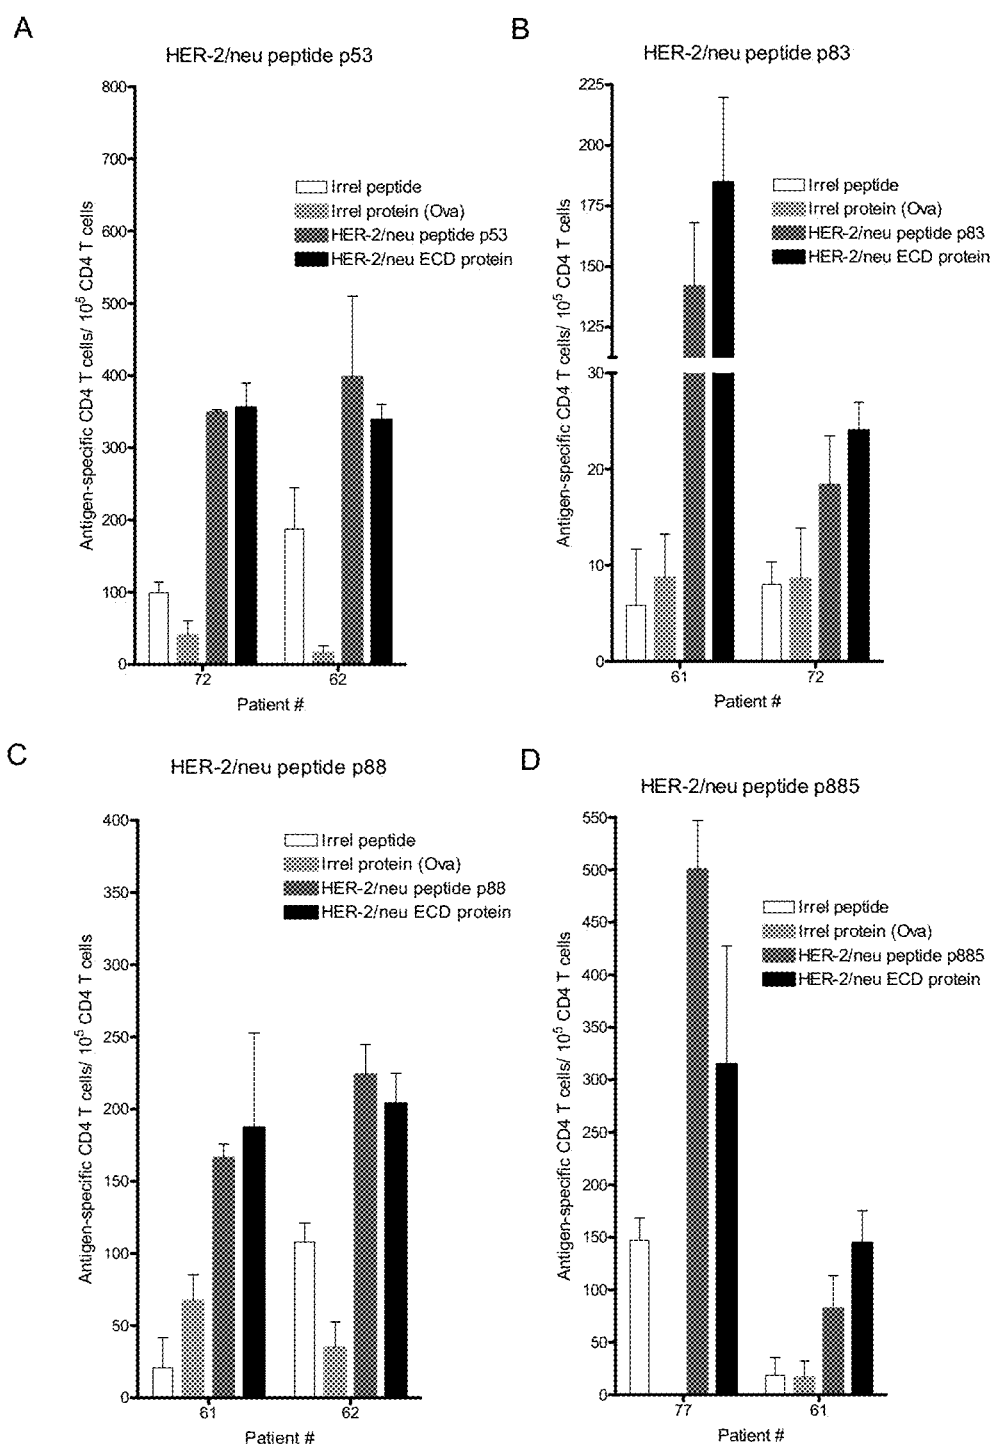 A
HER-2/neu peptide p53
800
700
600
500
400
300
200
100
0
Antigen-specific CD4 T cells/ 10⁵ CD4 T cells
Irrel peptide
Irrel protein (Ova)
HER-2/neu peptide p53
HER-2/neu ECD protein
72
62
Patient #
B
HER-2/neu peptide p83
225
200
175
150
125
30
20
10
0
Antigen-specific CD4 T cells/ 10⁵ CD4 T cells
Irrel peptide
Irrel protein (Ova)
HER-2/neu peptide p83
HER-2/neu ECD protein
61
72
Patient #
C
HER-2/neu peptide p88
400
350
300
250
200
150
100
50
0
Antigen-specific CD4 T cells/ 10⁵ CD4 T cells
Irrel peptide
Irrel protein (Ova)
HER-2/neu peptide p88
HER-2/neu ECD protein
61
62
Patient #
D
HER-2/neu peptide p885
550
500
450
400
350
300
250
200
150
100
50
0
Antigen-specific CD4 T cells/ 10⁵ CD4 T cells
Irrel peptide
Irrel protein (Ova)
HER-2/neu peptide p885
HER-2/neu ECD protein
77
61
Patient #